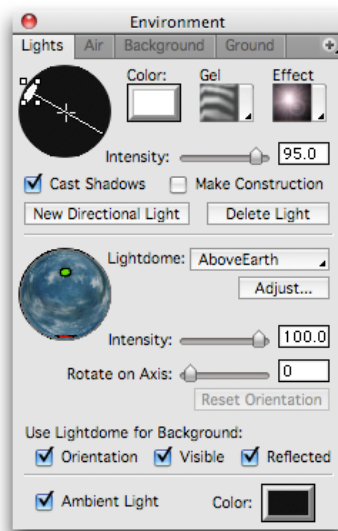 Environment
Lights Air Background Ground
Color: Gel Effect
Intensity: 95.0
Cast Shadows Make Construction
New Directional Light Delete Light
Lightdome: AboveEarth
Adjust...
Intensity: 100.0
Rotate on Axis: 0
Reset Orientation
Use Lightdome for Background:
Orientation Visible Reflected
Ambient Light Color: